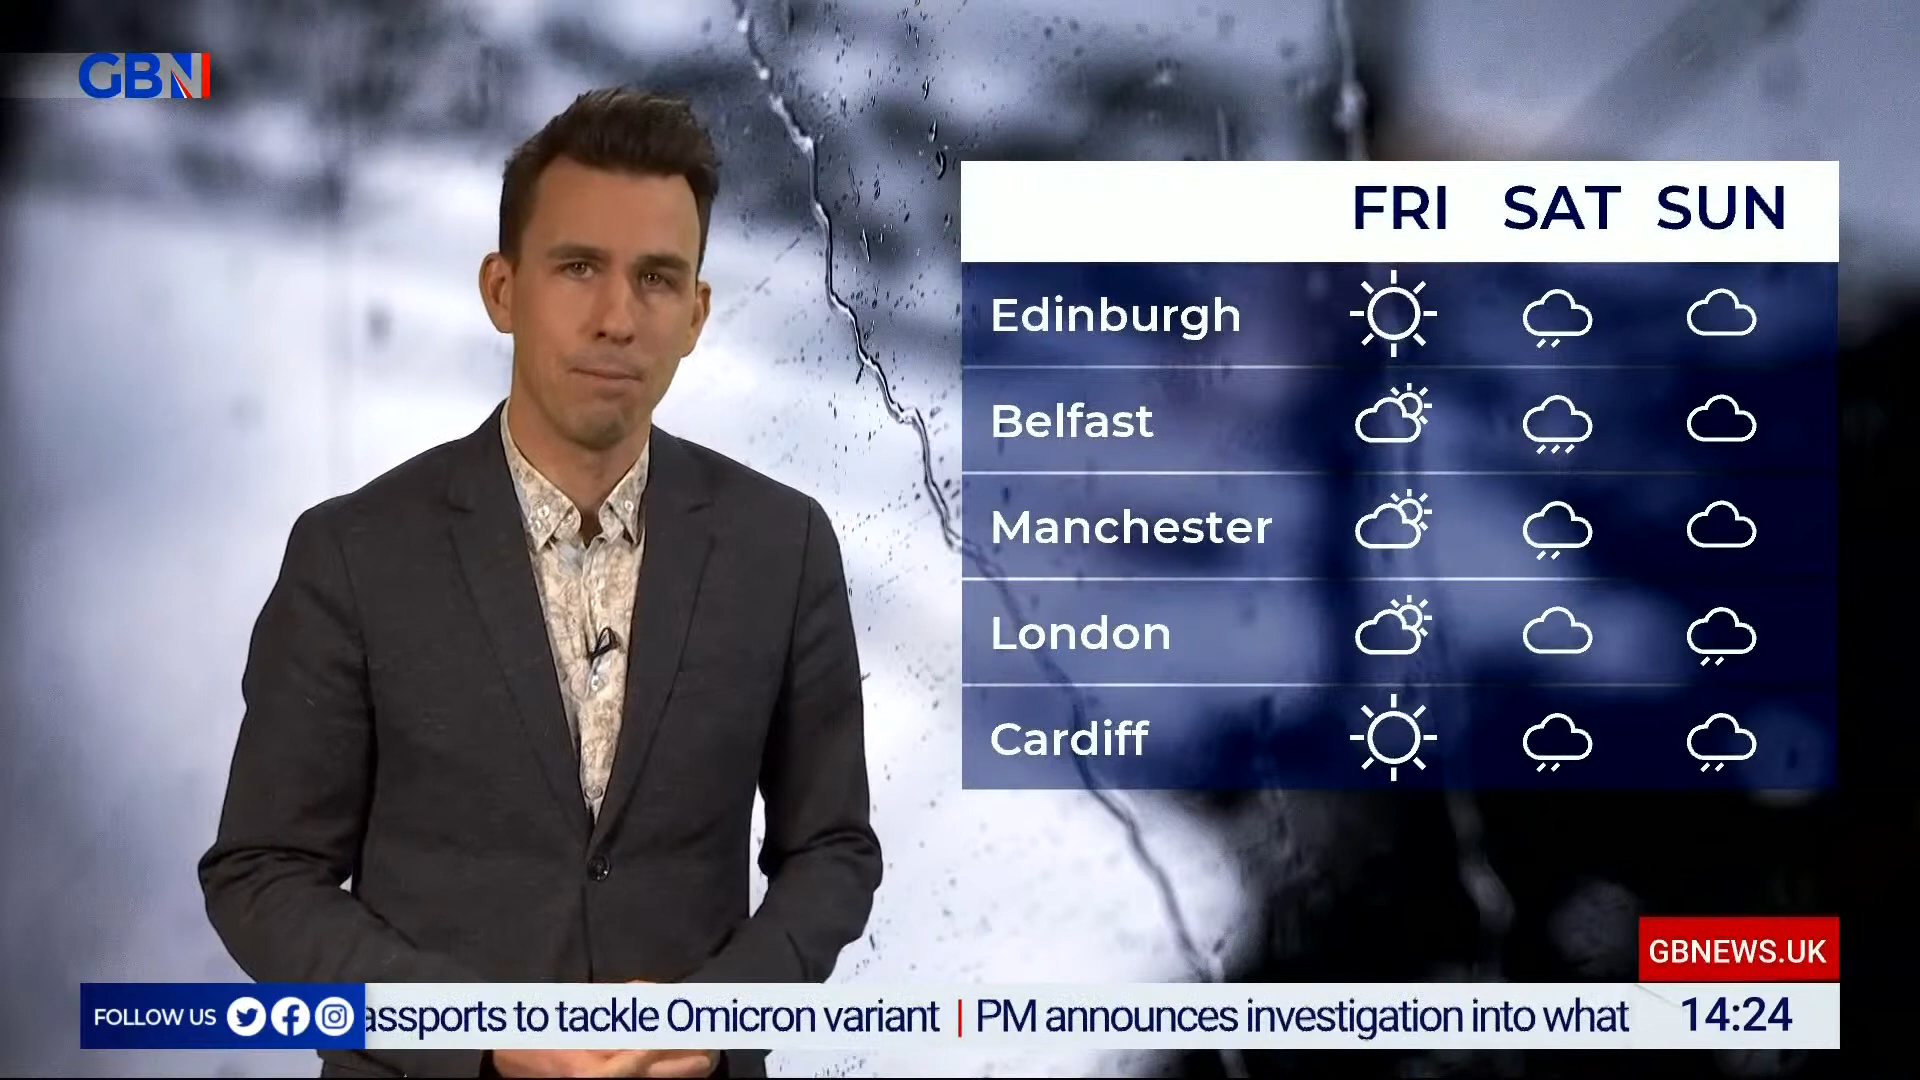 GBN
FRI SAT SUN
Edinburgh
Belfast
Manchester
London
Cardiff
GBNEWS.UK
FOLLOW US
assports to tackle Omicron variant | PM announces investigation into what
14:24